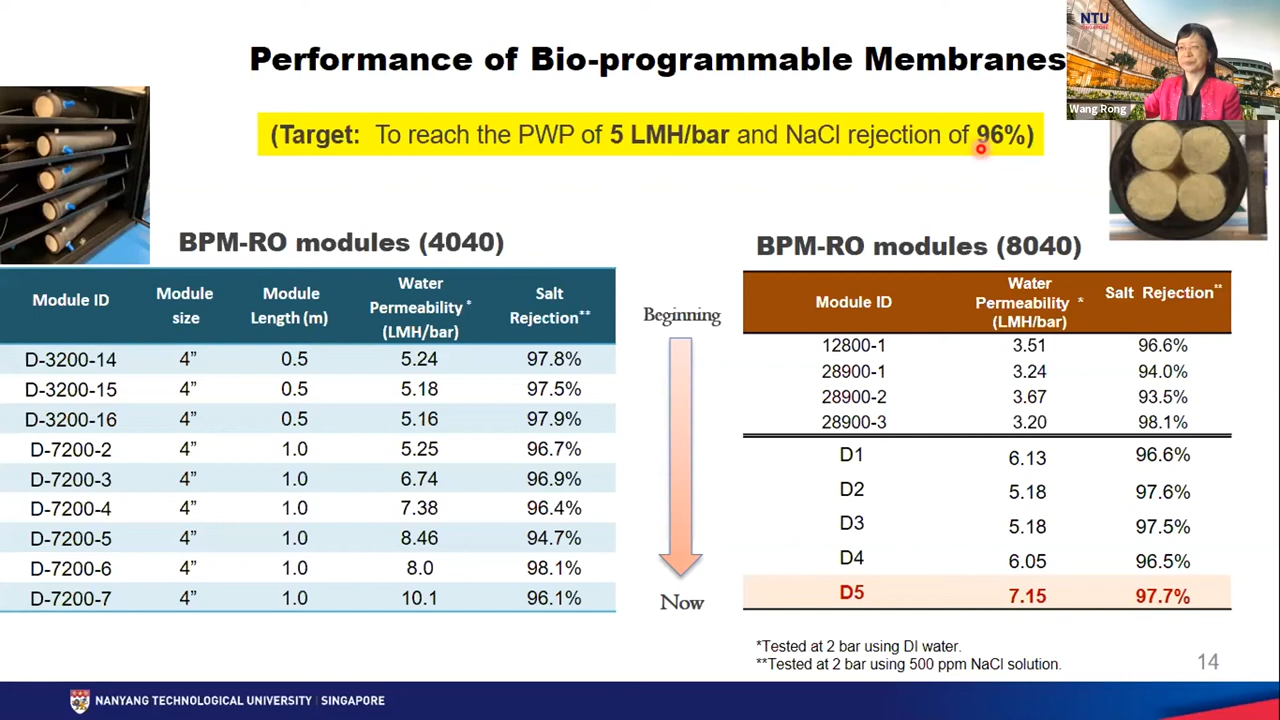 Performance of Bio-programmable Membranes
NTU
SINGAPORE
Wang Rong
(Target: To reach the PWP of 5 LMH/bar and NaCl rejection of 96%)
BPM-RO modules (4040)
Module ID Module size Module Length (m) Water Permeability * (LMH/bar) Salt Rejection**
D-3200-14 4” 0.5 5.24 97.8%
D-3200-15 4” 0.5 5.18 97.5%
D-3200-16 4” 0.5 5.16 97.9%
D-7200-2 4” 1.0 5.25 96.7%
D-7200-3 4” 1.0 6.74 96.9%
D-7200-4 4” 1.0 7.38 96.4%
D-7200-5 4” 1.0 8.46 94.7%
D-7200-6 4” 1.0 8.0 98.1%
D-7200-7 4” 1.0 10.1 96.1%
Beginning
Now
BPM-RO modules (8040)
Module ID Water Permeability * (LMH/bar) Salt Rejection**
12800-1 3.51 96.6%
28900-1 3.24 94.0%
28900-2 3.67 93.5%
28900-3 3.20 98.1%
D1 6.13 96.6%
D2 5.18 97.6%
D3 5.18 97.5%
D4 6.05 96.5%
D5 7.15 97.7%
*Tested at 2 bar using DI water.
**Tested at 2 bar using 500 ppm NaCl solution.
14
NANYANG TECHNOLOGICAL UNIVERSITY | SINGAPORE